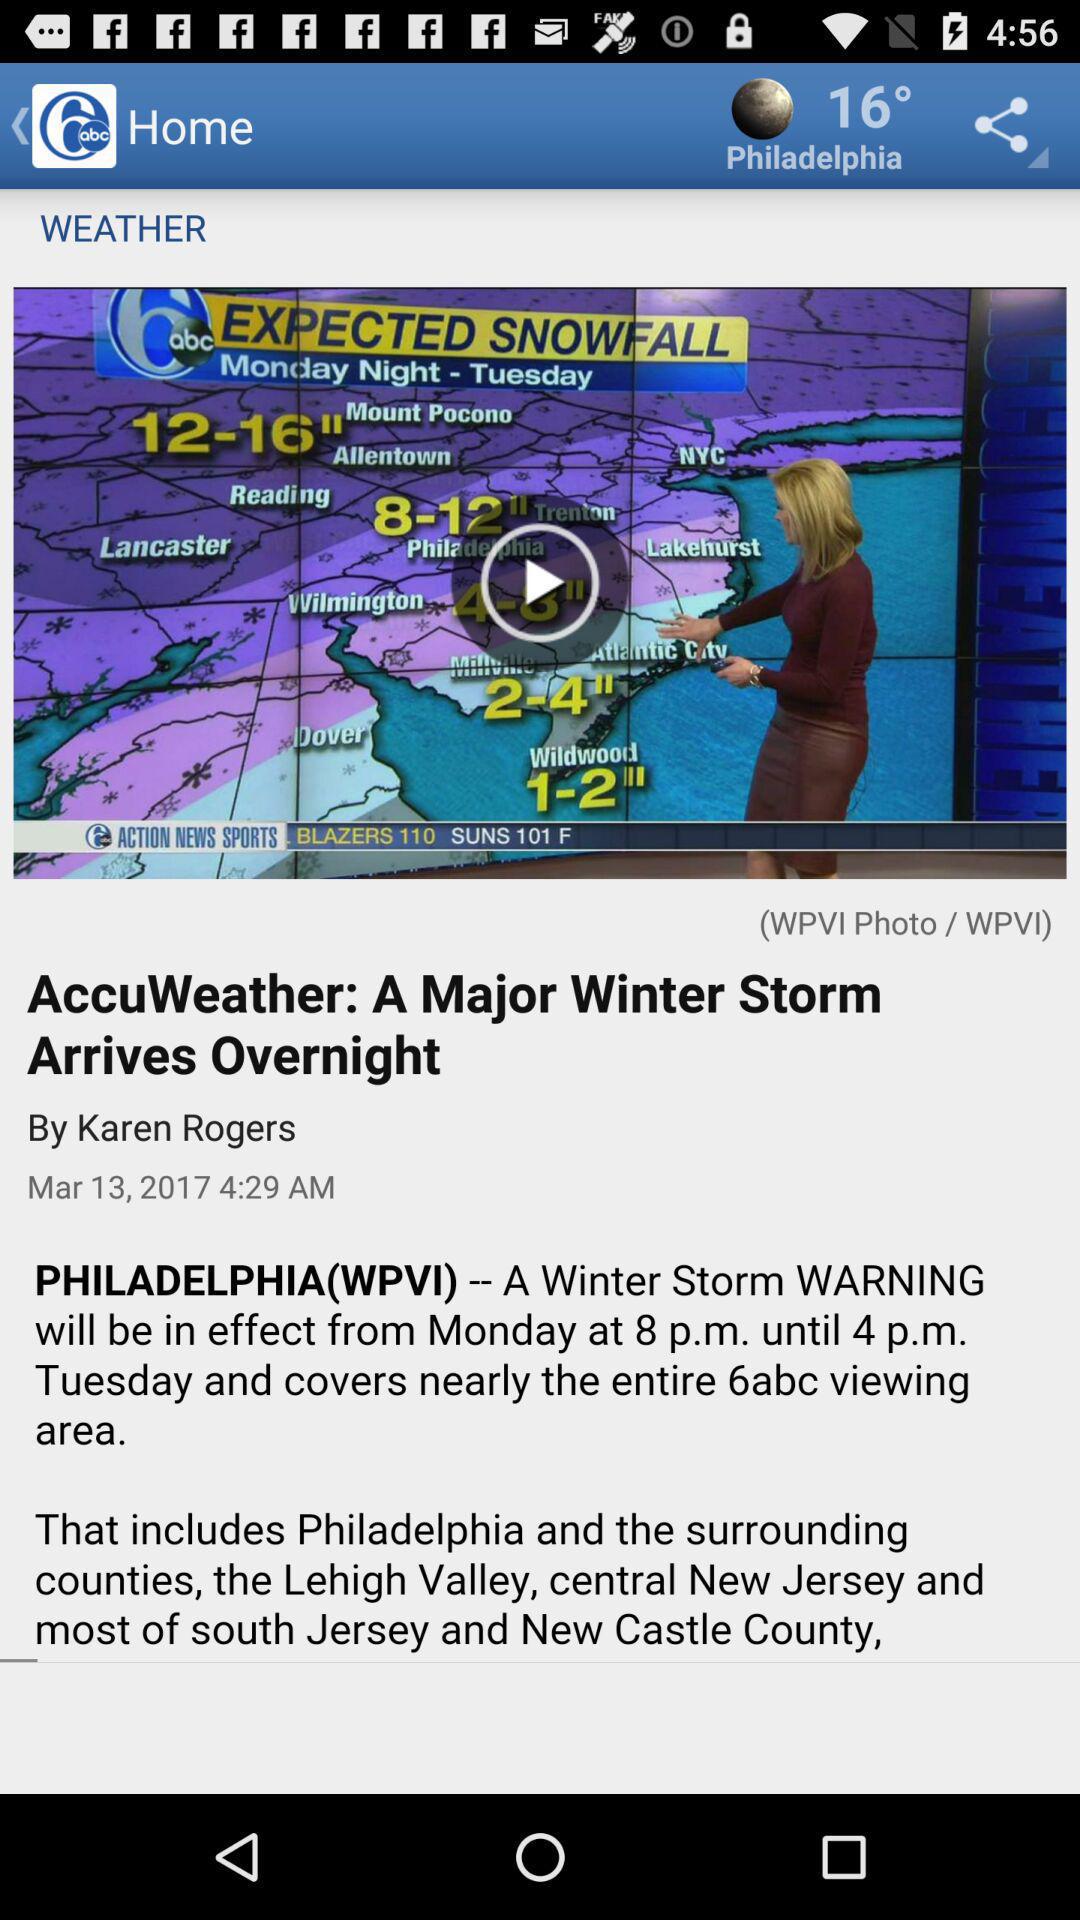 FAKE
4:56
6abc Home
16°
Philadelphia
WEATHER
6abc EXPECTED SNOWFALL
Monday Night - Tuesday
12-16" Mount Pocono
Allentown NYC
Reading
8-12" Trenton
Lancaster Philadelphia Lakehurst
Wilmington 4-8"
Millville Atlantic City
2-4"
Dover
Wildwood
1-2"
ACTION NEWS SPORTS BLAZERS 110 SUNS 101 F
(WPVI Photo / WPVI)
AccuWeather: A Major Winter Storm
Arrives Overnight
By Karen Rogers
Mar 13, 2017 4:29 AM
PHILADELPHIA(WPVI) -- A Winter Storm WARNING
will be in effect from Monday at 8 p.m. until 4 p.m.
Tuesday and covers nearly the entire 6abc viewing
area.
That includes Philadelphia and the surrounding
counties, the Lehigh Valley, central New Jersey and
most of south Jersey and New Castle County,